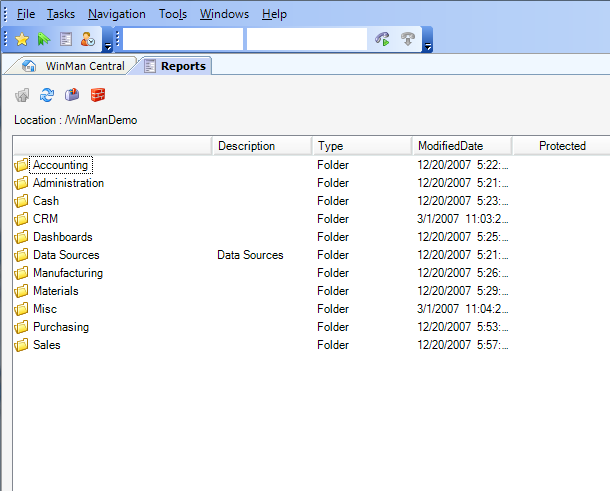 File Tasks Navigation Tools Windows Help
WinMan Central Reports
Location : /WinManDemo
Description Type ModifiedDate Protected
Accounting Folder 12/20/2007 5:22:...
Administration Folder 12/20/2007 5:21:...
Cash Folder 12/20/2007 5:23:...
CRM Folder 3/1/2007 11:03:2...
Dashboards Folder 12/20/2007 5:25:...
Data Sources Data Sources Folder 12/20/2007 5:21:...
Manufacturing Folder 12/20/2007 5:26:...
Materials Folder 12/20/2007 5:29:...
Misc Folder 3/1/2007 11:04:2...
Purchasing Folder 12/20/2007 5:53:...
Sales Folder 12/20/2007 5:57:...